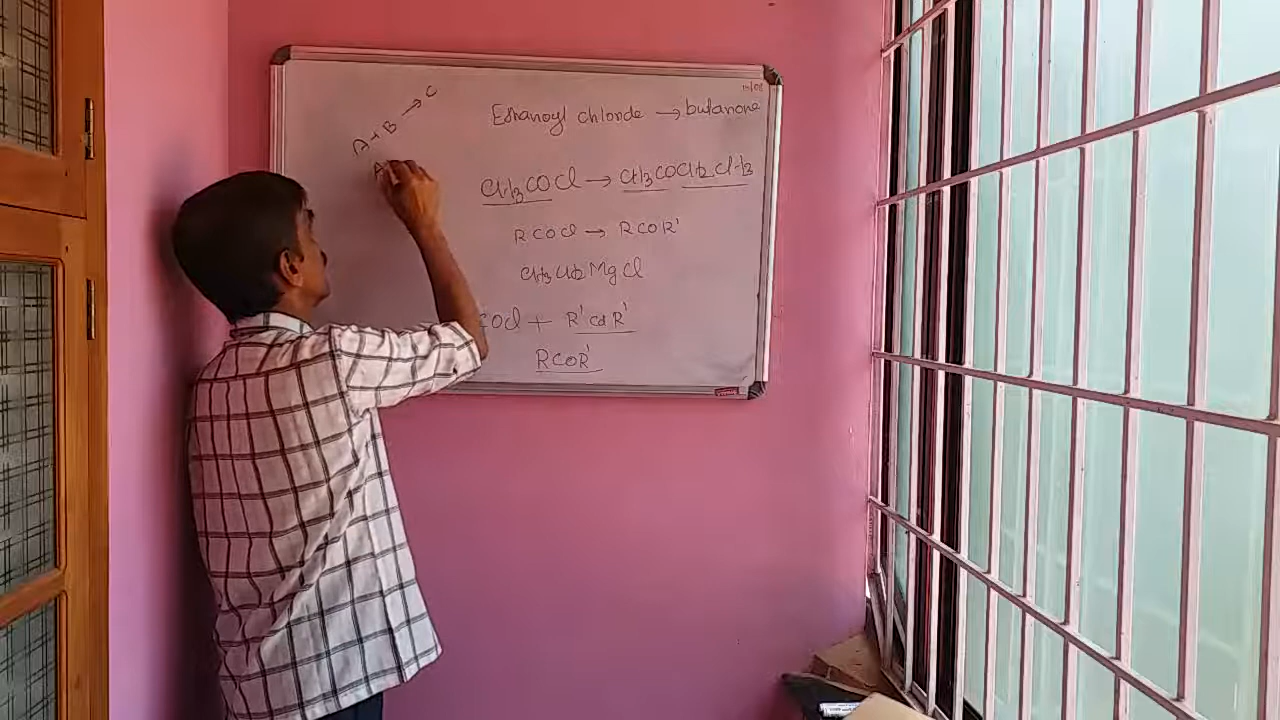 A + B → C
A
Ethanoyl chloride → butanone
CH3COCl → CH3COCH2CH3
RCOCl → RCOR'
CH3CH2MgCl
COCl + R'CdR'
RCOR'